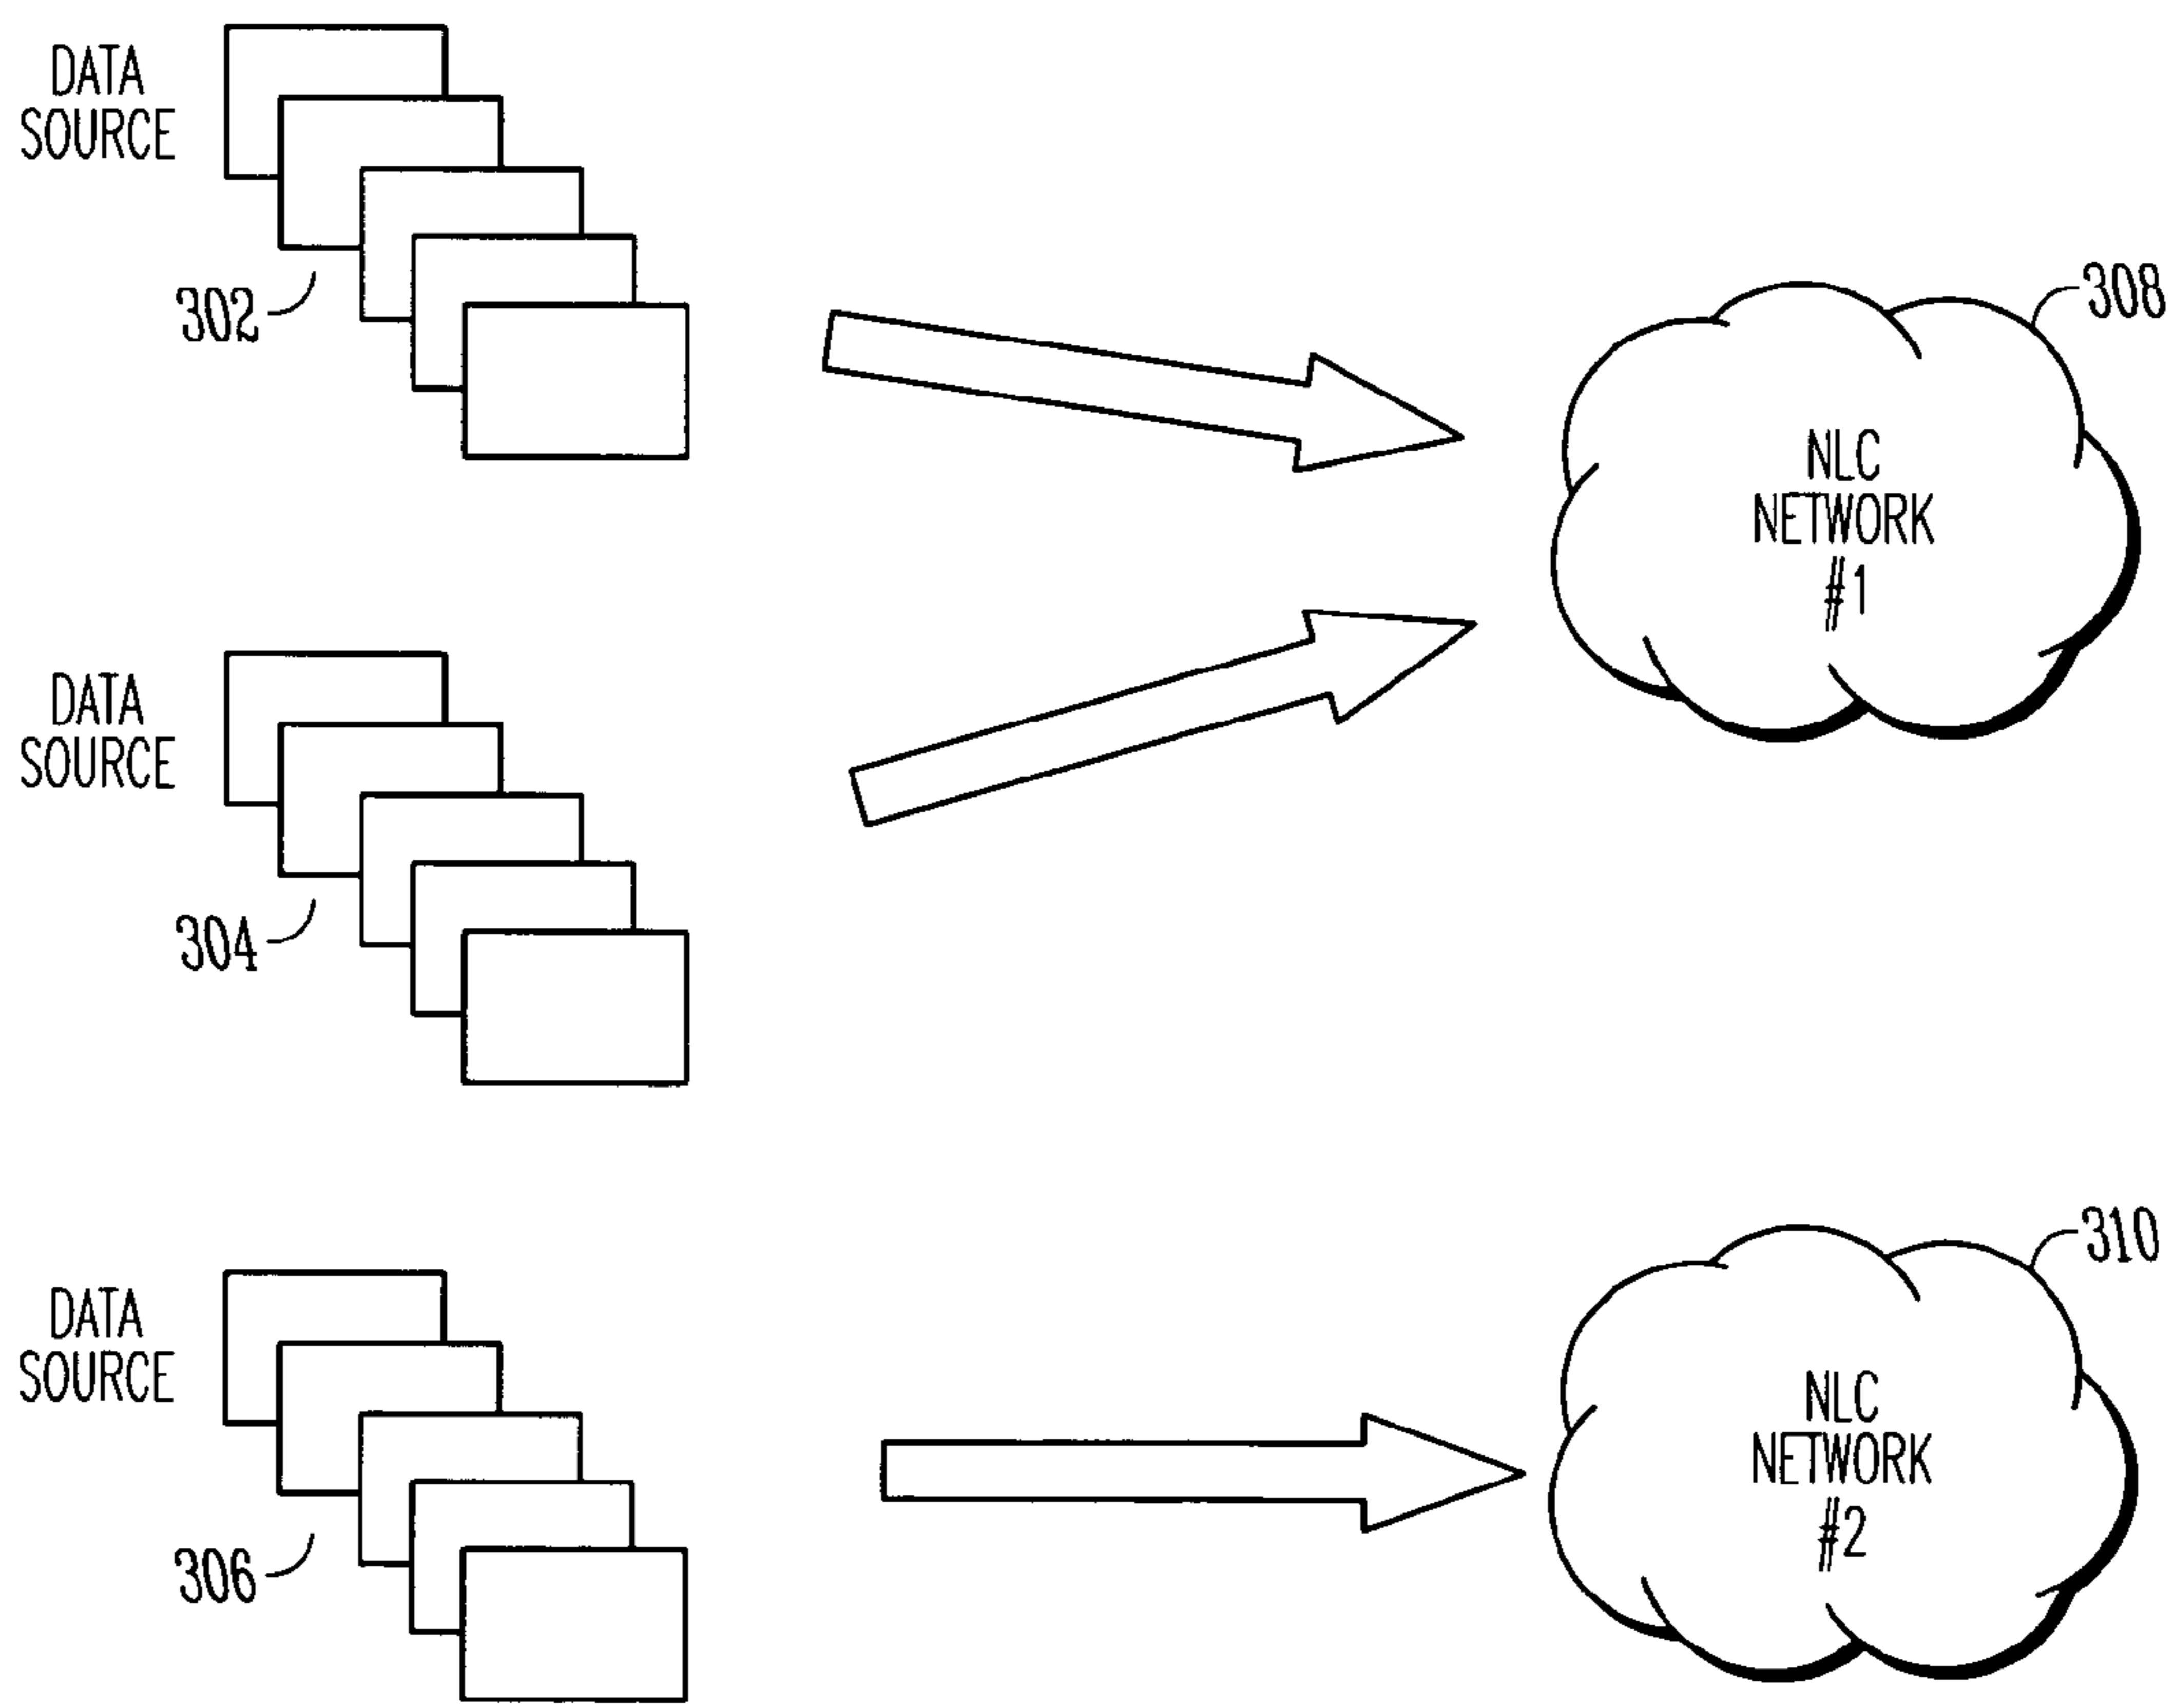 DATA
SOURCE
302
308
NLC
NETWORK
#1
DATA
SOURCE
304
310
DATA
SOURCE
306
NLC
NETWORK
#2